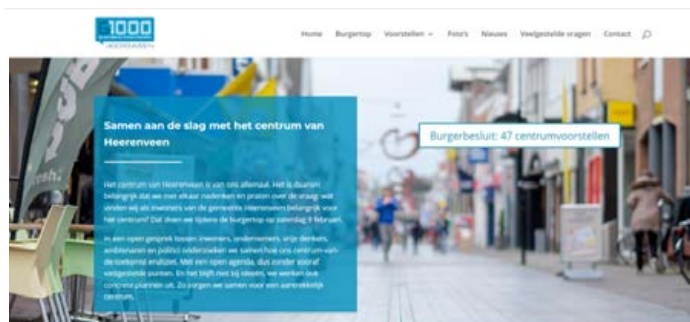 1000
HEERENVEEN
Home Burgertop Voorstellen Foto's Nieuws Veelgestelde vragen Contact
Samen aan de slag met het centrum van
Heerenveen
Burgerbesluit: 47 centrumvoorstellen
Het centrum van Heerenveen is van ons allemaal. Het is daarom
belangrijk dat we met elkaar nadenken en praten over de vraag: wat
vinden wij als inwoners van de gemeente Heerenveen belangrijk voor
het centrum? Dat doen we tijdens de burgertop op zaterdag 9 februari.
In een open gesprek tussen inwoners, ondernemers, vrije denkers,
ambtenaren en politici onderzoeken we samen hoe ons centrum-van-
de-toekomst eruitziet. Met een open agenda, dus zonder vooraf
vastgestelde punten. En het blijft niet bij ideeën, we werken ook
concrete plannen uit. Zo zorgen we samen voor een aantrekkelijk
centrum.